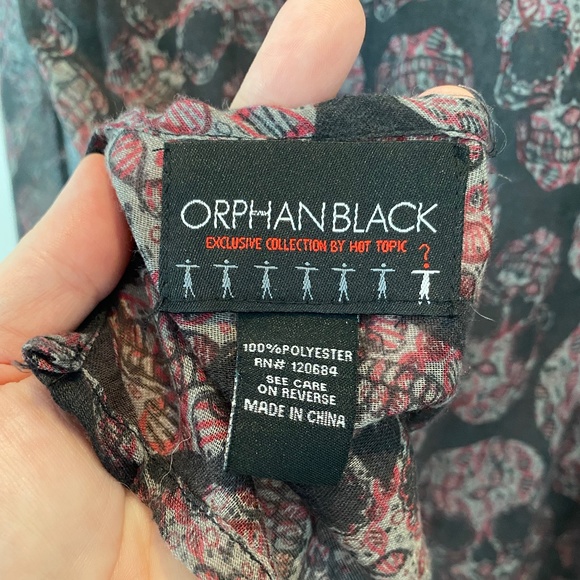 ORPHAN BLACK
EXCLUSIVE COLLECTION BY HOT TOPIC
?
100%POLYESTER
RN# 120684
SEE CARE
ON REVERSE
MADE IN CHINA